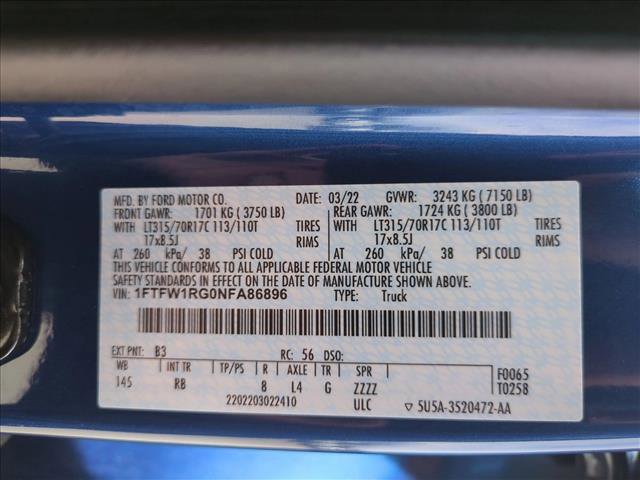 MFD. BY FORD MOTOR CO. 03/22 GVWR: 3243 KG ( 7150 LB)
FRONT GAWR: 1701 KG ( 3750 LB) REAR GAWR: 1724 KG ( 3800 LB)
WITH LT315/70R17C 113/110T TIRES WITH LT315/70R17C 113/110T TIRES
17x8.5J RIMS 17x8.5J RIMS
AT 260 kPa/ 38 PSI COLD AT 260 kPa/ 38 PSI COLD
THIS VEHICLE CONFORMS TO ALL APPLICABLE FEDERAL MOTOR VEHICLE
SAFETY STANDARDS IN EFFECT ON THE DATE OF MANUFACTURE SHOWN ABOVE.
VIN: 1FTFW1RG0NFA86896 TYPE: Truck
EXT PNT: B3 RC: 56 DSO:
WB INT TR TP/PS R AXLE TR SPR F0065
145 RB 8 L4 G ZZZZ T0258
2202203022410 ULC ▽ 5U5A-3520472-AA